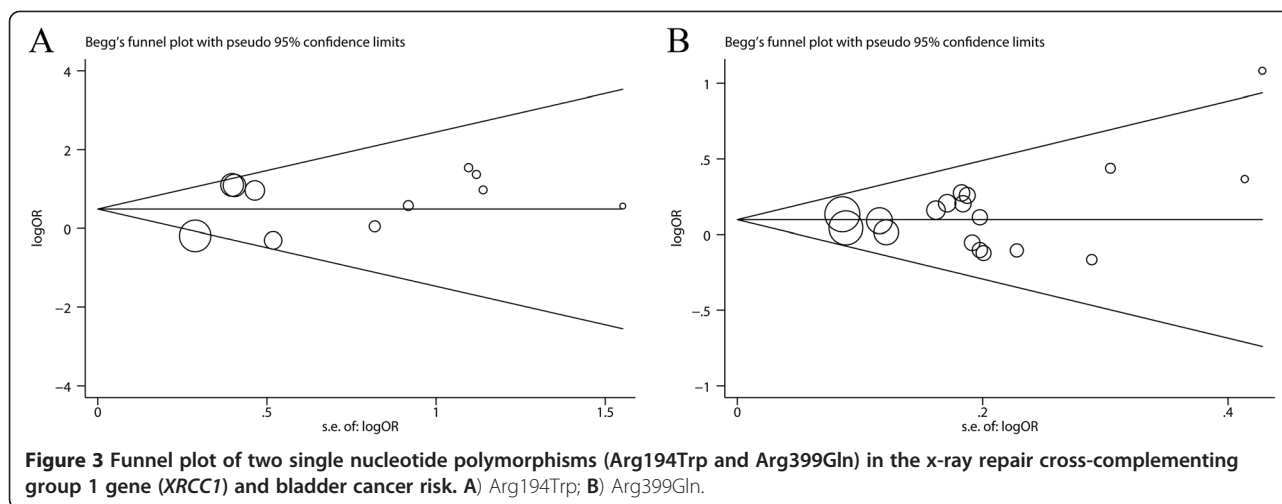 A
Begg's funnel plot with pseudo 95% confidence limits
4
2
0
−2
−4
logOR
0
.5
1
1.5
s.e. of: logOR
B
Begg's funnel plot with pseudo 95% confidence limits
1
.5
0
−.5
−1
logOR
0
.2
.4
s.e. of: logOR
Figure 3 Funnel plot of two single nucleotide polymorphisms (Arg194Trp and Arg399Gln) in the x-ray repair cross-complementing
group 1 gene (XRCC1) and bladder cancer risk. A) Arg194Trp; B) Arg399Gln.